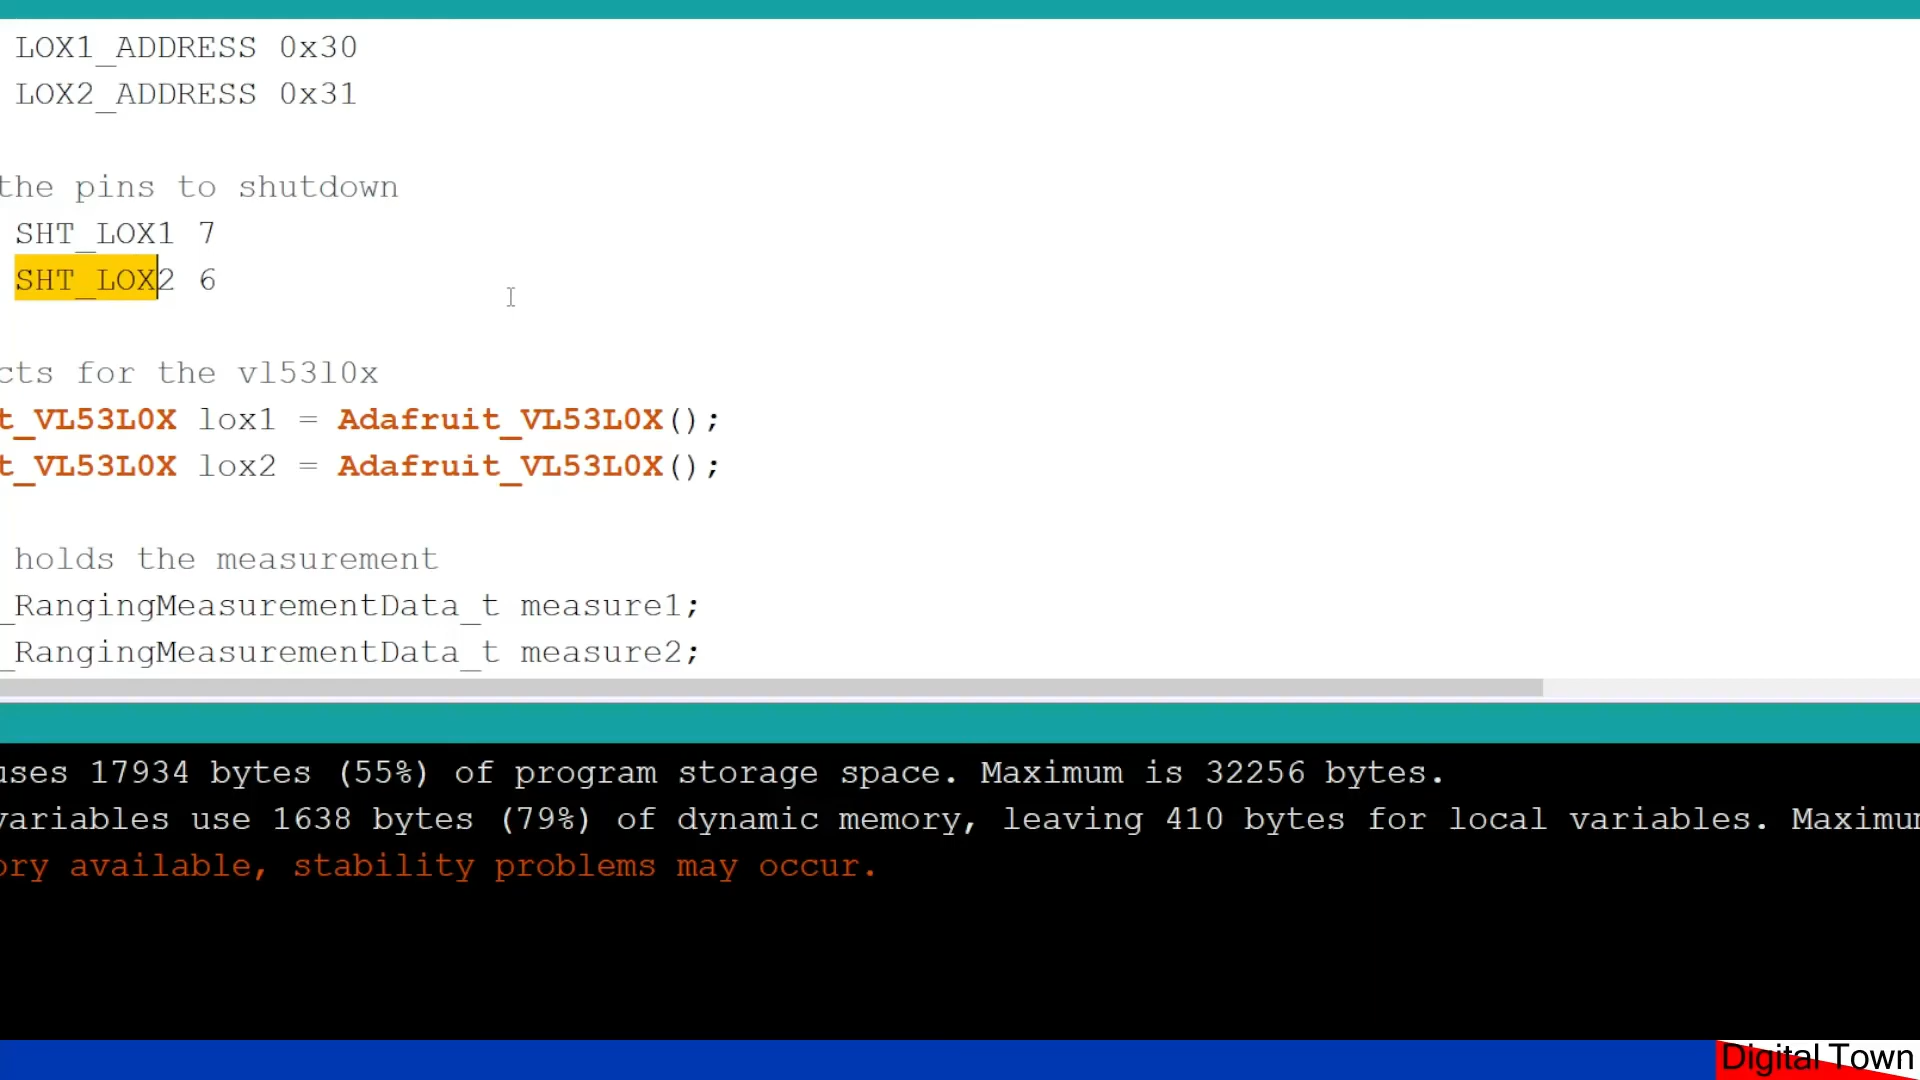 LOX1_ADDRESS 0x30
LOX2_ADDRESS 0x31
the pins to shutdown
SHT_LOX1 7
SHT_LOX2 6
cts for the vl53l0x
t_VL53L0X lox1 = Adafruit_VL53L0X();
t_VL53L0X lox2 = Adafruit_VL53L0X();
holds the measurement
_RangingMeasurementData_t measure1;
_RangingMeasurementData_t measure2;
uses 17934 bytes (55%) of program storage space. Maximum is 32256 bytes.
variables use 1638 bytes (79%) of dynamic memory, leaving 410 bytes for local variables. Maximum
ory available, stability problems may occur.
Digital Town